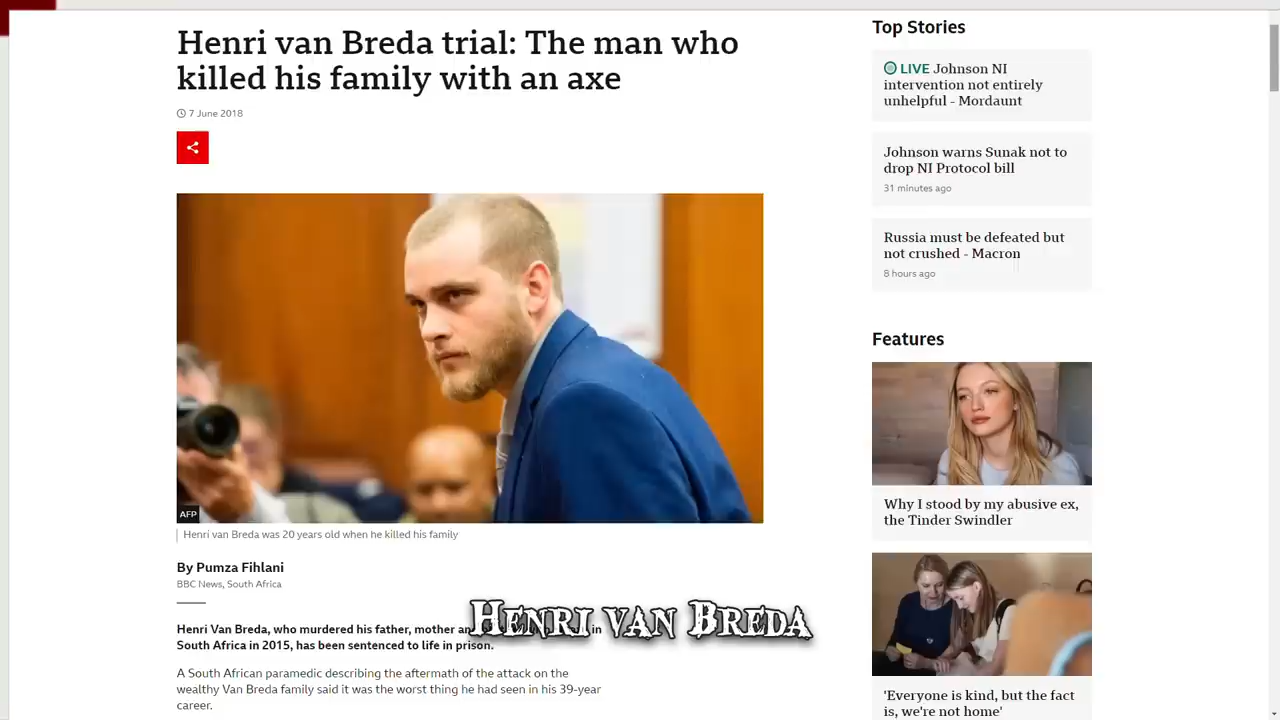 Henri van Breda trial: The man who
killed his family with an axe
7 June 2018
AFP
Henri van Breda was 20 years old when he killed his family
By Pumza Fihlani
BBC News, South Africa
Henri Van Breda, who murdered his father, mother an in
South Africa in 2015, has been sentenced to life in prison.
A South African paramedic describing the aftermath of the attack on the
wealthy Van Breda family said it was the worst thing he had seen in his 39-year
career.
Henri van Breda
Top Stories
LIVE Johnson NI
intervention not entirely
unhelpful - Mordaunt
Johnson warns Sunak not to
drop NI Protocol bill
31 minutes ago
Russia must be defeated but
not crushed - Macron
8 hours ago
Features
Why I stood by my abusive ex,
the Tinder Swindler
'Everyone is kind, but the fact
is, we're not home'